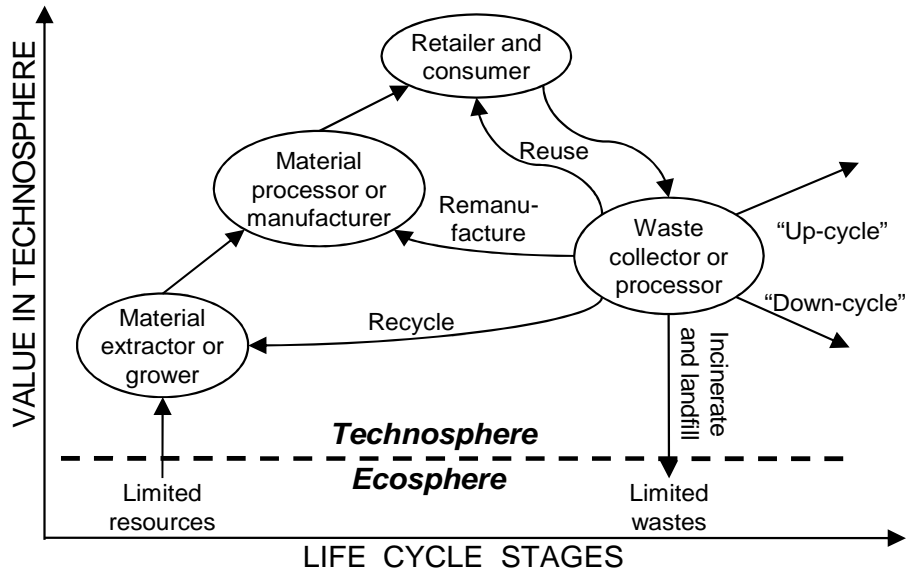 VALUE IN TECHNOSPHERE
Retailer and
consumer
Reuse
Material
processor or
manufacturer
Remanu-
facture
Waste
collector or
processor
“Up-cycle”
“Down-cycle”
Material
extractor or
grower
Recycle
Incinerate
and landfill
Technosphere
Ecosphere
Limited
resources
Limited
wastes
LIFE CYCLE STAGES